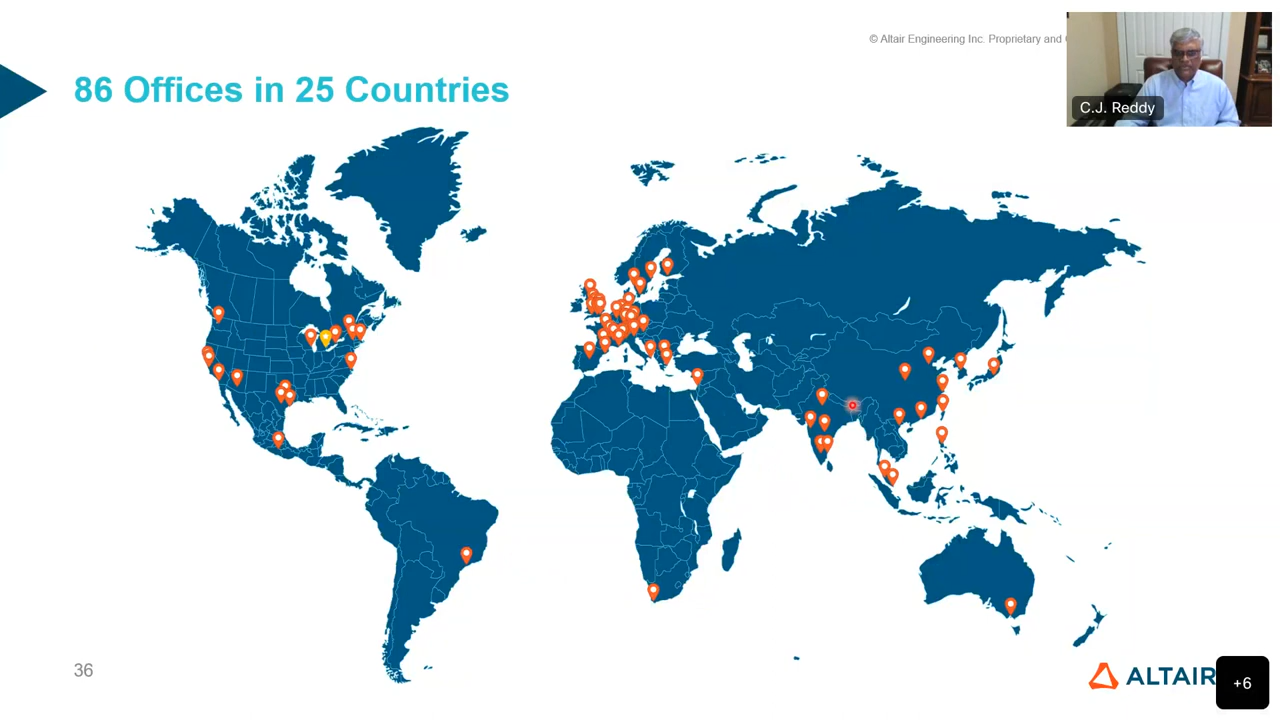 © Altair Engineering Inc. Proprietary and
86 Offices in 25 Countries
C.J. Reddy
36
ALTAIR
+6